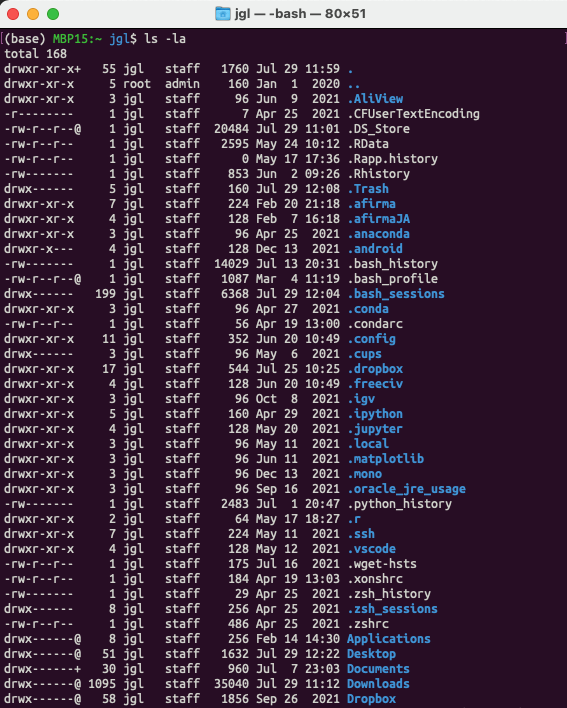 jgl — -bash — 80×51
[(base) MBP15:~ jgl$ ls -la ]
total 168
drwxr-xr-x+ 55 jgl staff 1760 Jul 29 11:59 .
drwxr-xr-x 5 root admin 160 Jan 1 2020 ..
drwxr-xr-x 3 jgl staff 96 Jun 9 2021 .AliView
-r-------- 1 jgl staff 7 Apr 25 2021 .CFUserTextEncoding
-rw-r--r--@ 1 jgl staff 20484 Jul 29 11:01 .DS_Store
-rw-r--r-- 1 jgl staff 2595 May 24 10:12 .RData
-rw-r--r-- 1 jgl staff 0 May 17 17:36 .Rapp.history
-rw------- 1 jgl staff 853 Jun 2 09:26 .Rhistory
drwx------ 5 jgl staff 160 Jul 29 12:08 .Trash
drwxr-xr-x 7 jgl staff 224 Feb 20 21:18 .afirma
drwxr-xr-x 4 jgl staff 128 Feb 7 16:18 .afirmaJA
drwxr-xr-x 3 jgl staff 96 Apr 25 2021 .anaconda
drwxr-x--- 4 jgl staff 128 Dec 13 2021 .android
-rw------- 1 jgl staff 14029 Jul 13 20:31 .bash_history
-rw-r--r--@ 1 jgl staff 1087 Mar 4 11:19 .bash_profile
drwx------ 199 jgl staff 6368 Jul 29 12:04 .bash_sessions
drwxr-xr-x 3 jgl staff 96 Apr 27 2021 .conda
-rw-r--r-- 1 jgl staff 56 Apr 19 13:00 .condarc
drwxr-xr-x 11 jgl staff 352 Jun 20 10:49 .config
drwx------ 3 jgl staff 96 May 6 2021 .cups
drwxr-xr-x 17 jgl staff 544 Jul 25 10:25 .dropbox
drwxr-xr-x 4 jgl staff 128 Jun 20 10:49 .freeciv
drwxr-xr-x 3 jgl staff 96 Oct 8 2021 .igv
drwxr-xr-x 5 jgl staff 160 Apr 29 2021 .ipython
drwxr-xr-x 4 jgl staff 128 May 20 2021 .jupyter
drwxr-xr-x 3 jgl staff 96 May 11 2021 .local
drwxr-xr-x 3 jgl staff 96 Jun 11 2021 .matplotlib
drwxr-xr-x 3 jgl staff 96 Dec 13 2021 .mono
drwxr-xr-x 3 jgl staff 96 Sep 16 2021 .oracle_jre_usage
-rw------- 1 jgl staff 2483 Jul 1 20:47 .python_history
drwxr-xr-x 2 jgl staff 64 May 17 18:27 .r
drwxr-xr-x 7 jgl staff 224 May 11 2021 .ssh
drwxr-xr-x 4 jgl staff 128 May 12 2021 .vscode
-rw-r--r-- 1 jgl staff 175 Jul 16 2021 .wget-hsts
-rw-r--r-- 1 jgl staff 184 Apr 19 13:03 .xonshrc
-rw------- 1 jgl staff 29 Apr 25 2021 .zsh_history
drwx------ 8 jgl staff 256 Apr 25 2021 .zsh_sessions
-rw-r--r-- 1 jgl staff 486 Apr 25 2021 .zshrc
drwx------@ 8 jgl staff 256 Feb 14 14:30 Applications
drwx------@ 51 jgl staff 1632 Jul 29 12:22 Desktop
drwx------+ 30 jgl staff 960 Jul 7 23:03 Documents
drwx------@ 1095 jgl staff 35040 Jul 29 11:12 Downloads
drwx------@ 58 jgl staff 1856 Sep 26 2021 Dropbox